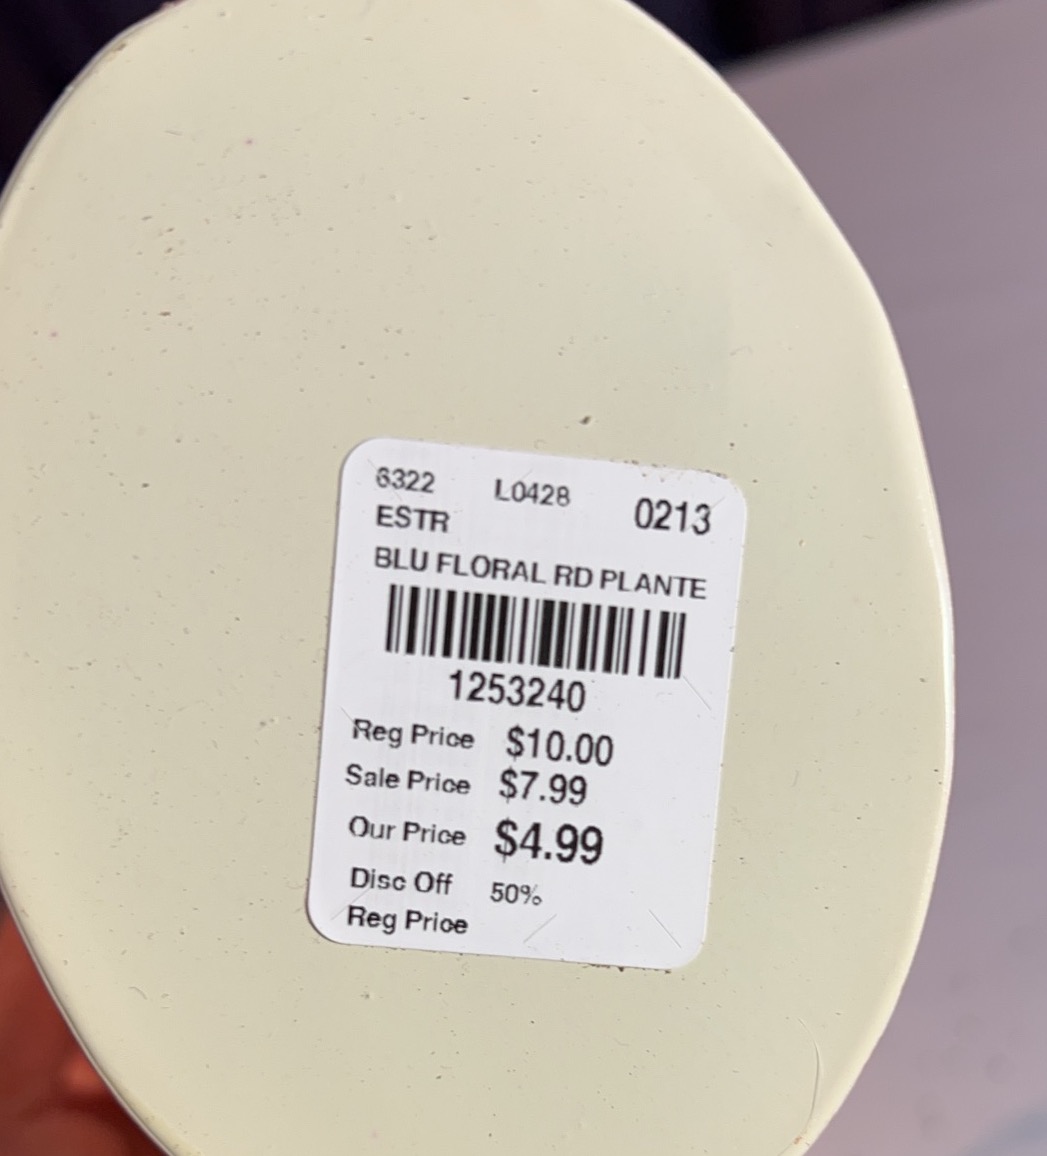 6322 L0428 0213
ESTR
BLU FLORAL RD PLANTE
1253240
Reg Price $10.00
Sale Price $7.99
Our Price $4.99
Disc Off 50%
Reg Price